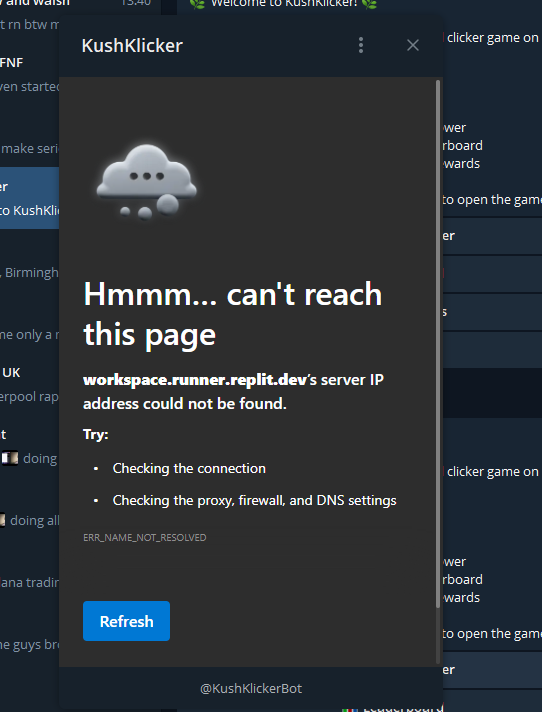 and walsh
13:40
🌿 Welcome to KushKlicker! 🌿
t rn btw m
KushKlicker
clicker game on
FNF
ven started
make seri
wer
rboard
wards
er
to KushKli
to open the game
er
, Birmingh
s
me only a
UK
erpool rap
t
doing
doing all
ana tradin
e guys bro
Hmmm... can't reach
this page
workspace.runner.replit.dev's server IP
address could not be found.
Try:
• Checking the connection
• Checking the proxy, firewall, and DNS settings
ERR_NAME_NOT_RESOLVED
Refresh
clicker game on
wer
rboard
wards
to open the game
er
@KushKlickerBot
Leaderboard